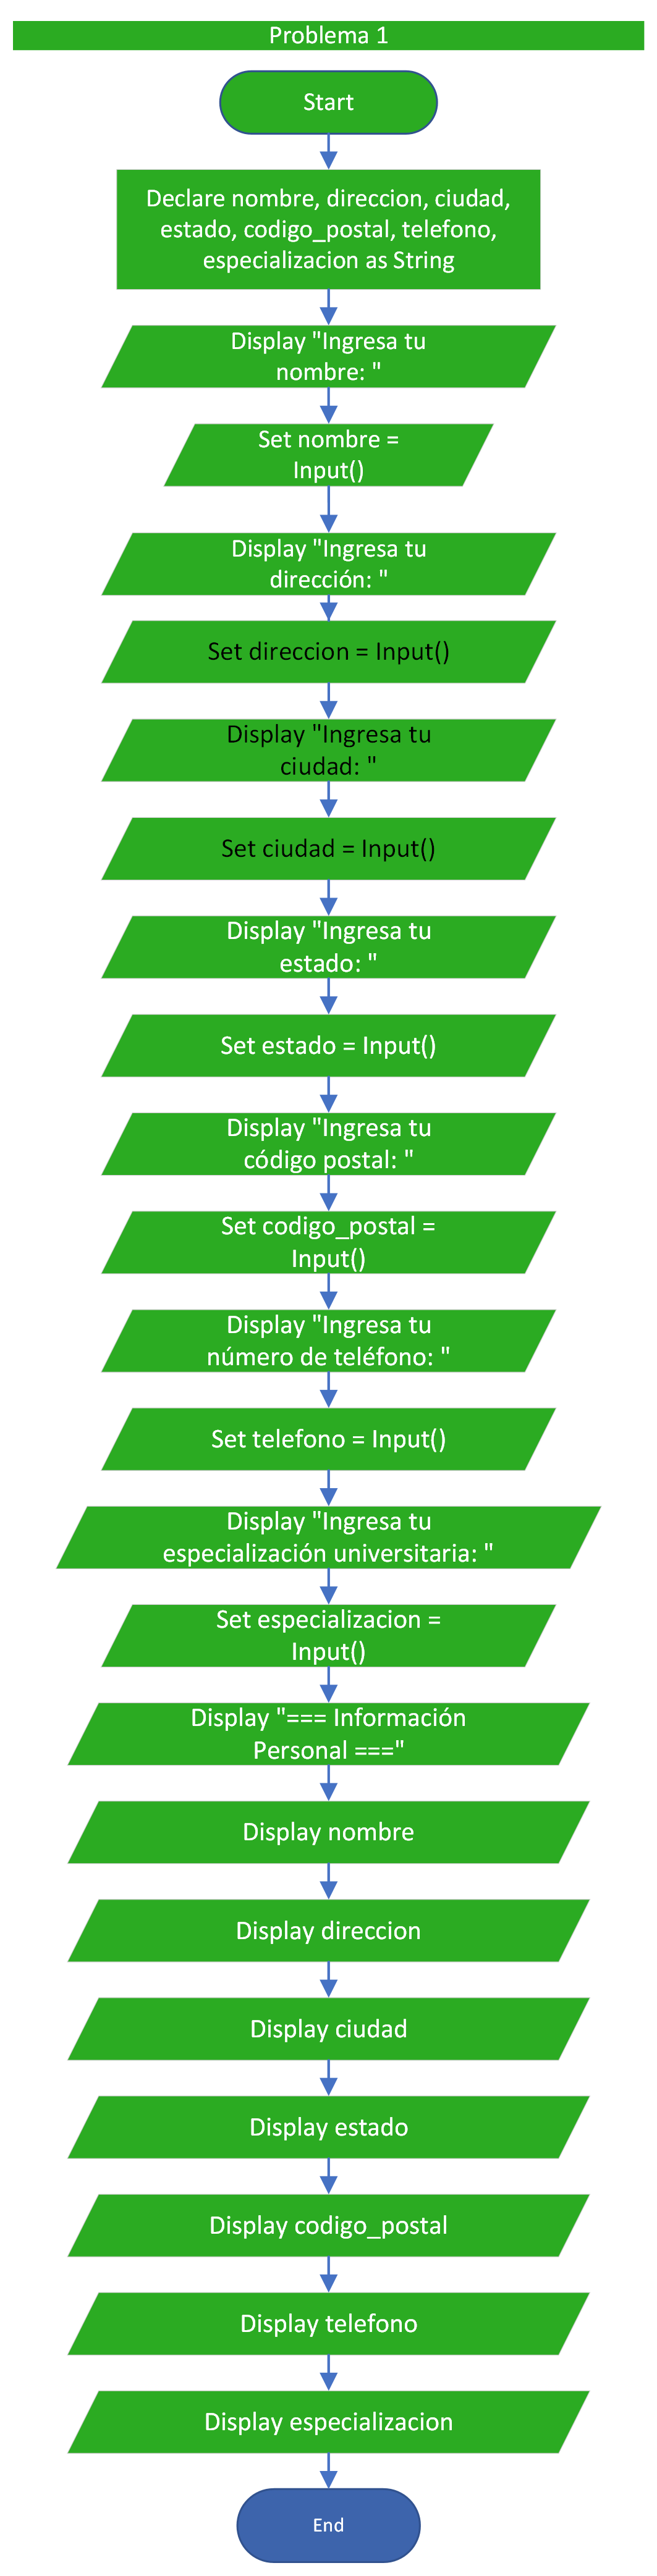 Problema 1
Start
Declare nombre, direccion, ciudad,
estado, codigo_postal, telefono,
especializacion as String
Display "Ingresa tu
nombre: "
Set nombre =
Input()
Display "Ingresa tu
dirección: "
Set direccion = Input()
Display "Ingresa tu
ciudad: "
Set ciudad = Input()
Display "Ingresa tu
estado: "
Set estado = Input()
Display "Ingresa tu
código postal: "
Set codigo_postal =
Input()
Display "Ingresa tu
número de teléfono: "
Set telefono = Input()
Display "Ingresa tu
especialización universitaria: "
Set especializacion =
Input()
Display "=== Información
Personal ==="
Display nombre
Display direccion
Display ciudad
Display estado
Display codigo_postal
Display telefono
Display especializacion
End